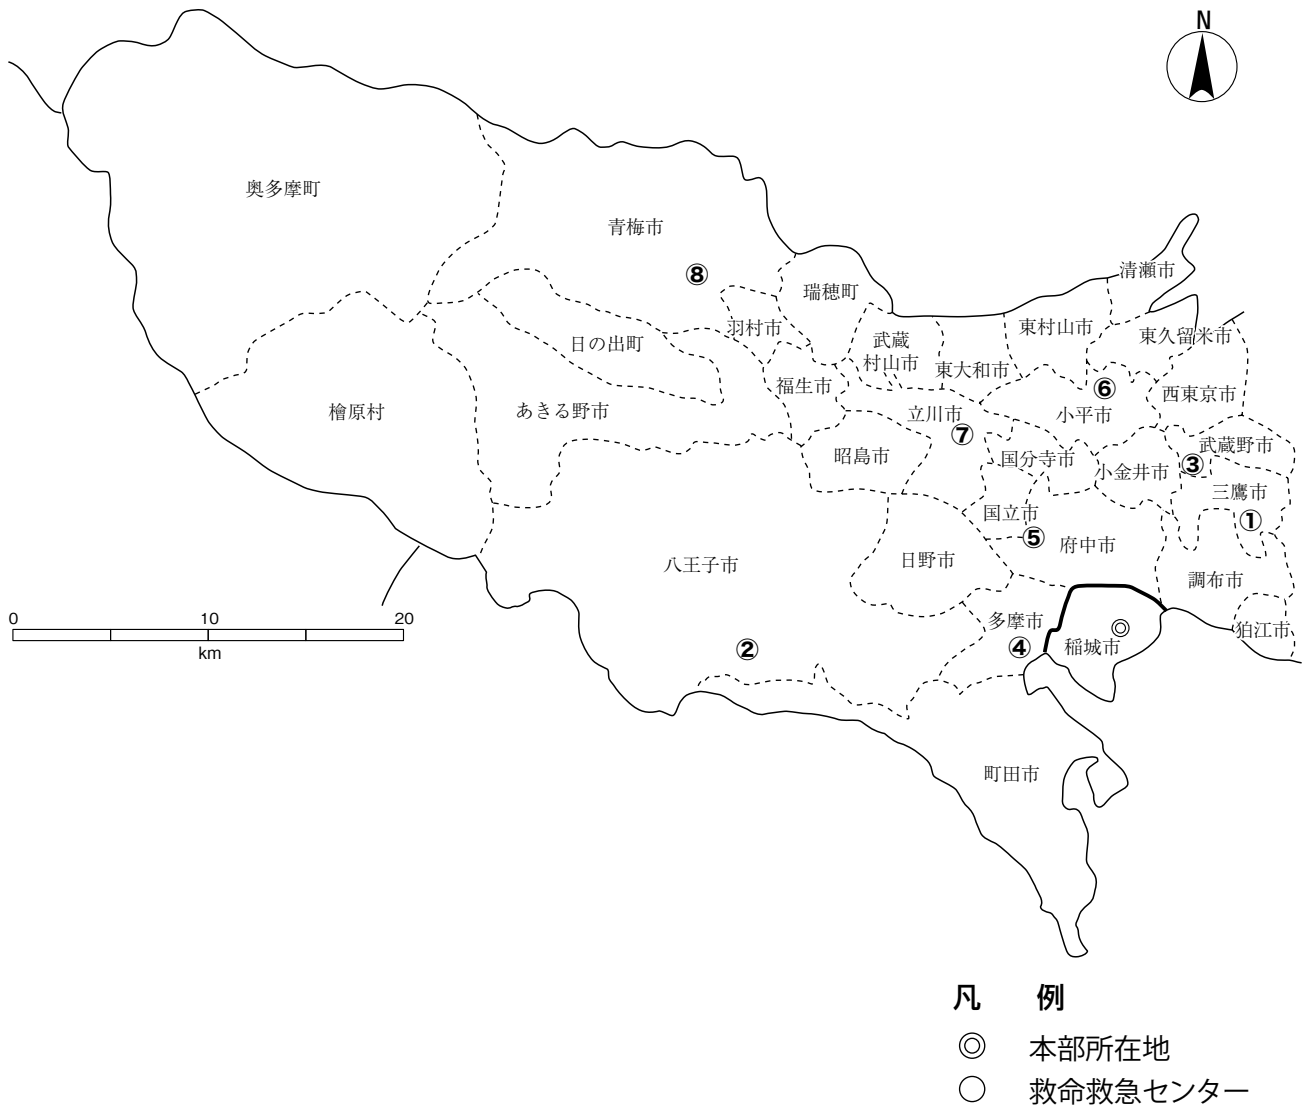 N
奥多摩町
青梅市
⑧
瑞穂町
清瀬市
羽村市
武蔵
村山市
東村山市
東久留米市
日の出町
東大和市
福生市
⑥
西東京市
檜原村
あきる野市
立川市
小平市
⑦
昭島市
国分寺市
小金井市
③
武蔵野市
三鷹市
国立市
①
⑤
府中市
八王子市
日野市
調布市
0
10
20
km
多摩市
狛江市
②
④
稲城市
町田市
凡 例
◎ 本部所在地
○ 救命救急センター